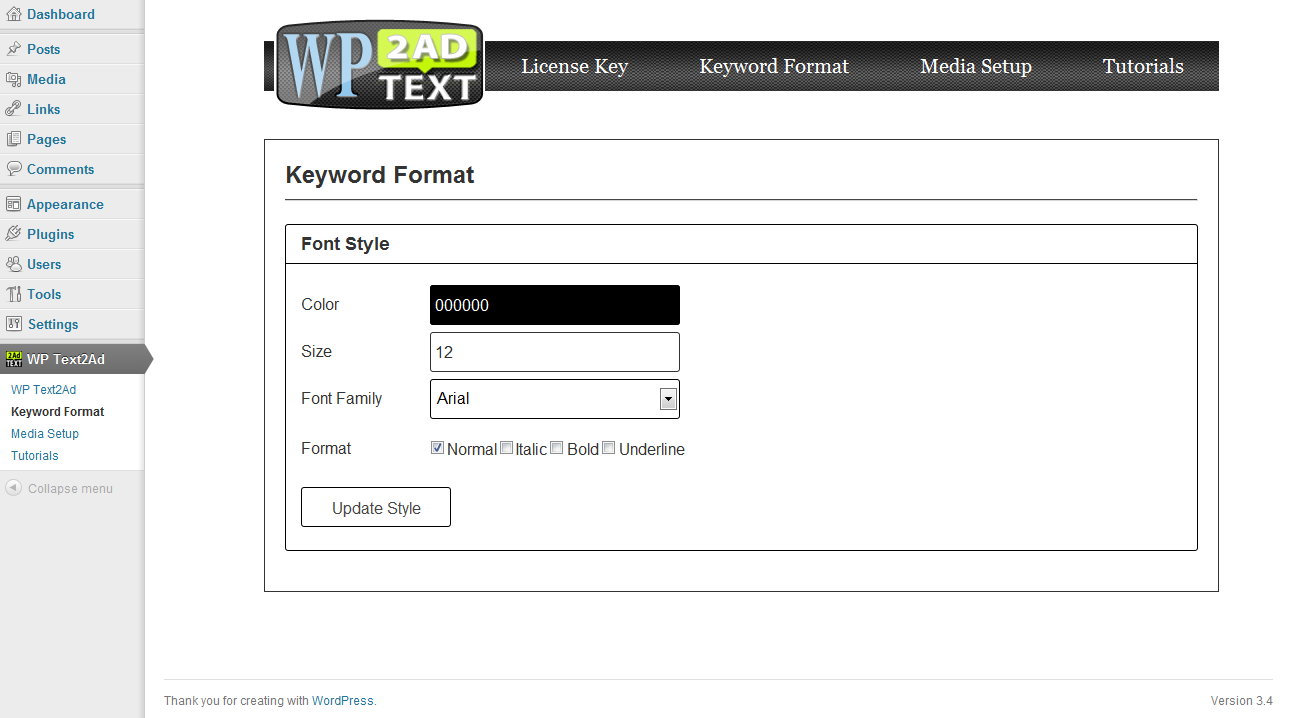 Dashboard
Posts
Media
Links
Pages
Comments
Appearance
Plugins
Users
Tools
Settings
2Ad
TEXT
WP Text2Ad
WP Text2Ad
Keyword Format
Media Setup
Tutorials
Collapse menu
WP 2AD
TEXT
License Key Keyword Format Media Setup Tutorials
Keyword Format
Font Style
Color 000000
Size 12
Font Family Arial
Format Normal Italic Bold Underline
Update Style
Thank you for creating with WordPress. Version 3.4